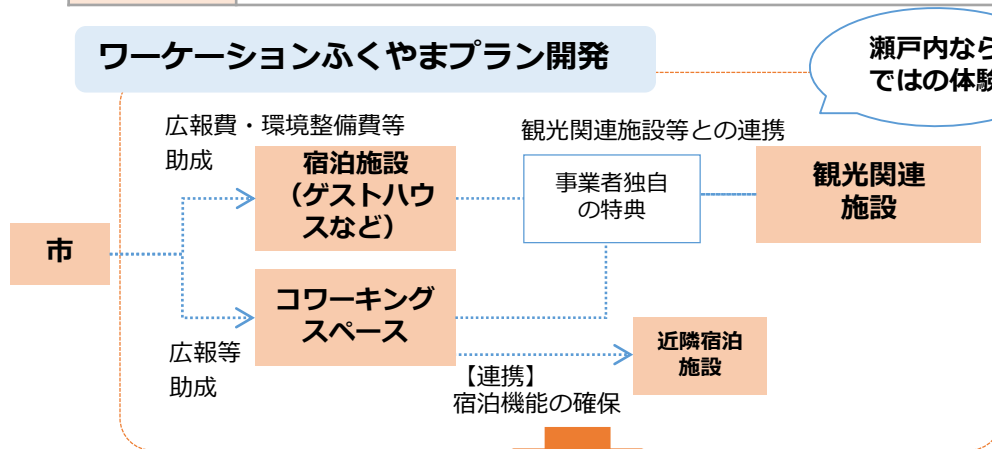 ワーケーションふくやまプラン開発
瀬戸内なら
ではの体験
広報費・環境整備費等
助成
宿泊施設
（ゲストハウ
スなど）
観光関連施設等との連携
事業者独自
の特典
観光関連
施設
市
コワーキング
スペース
広報等
助成
【連携】
宿泊機能の確保
近隣宿泊
施設